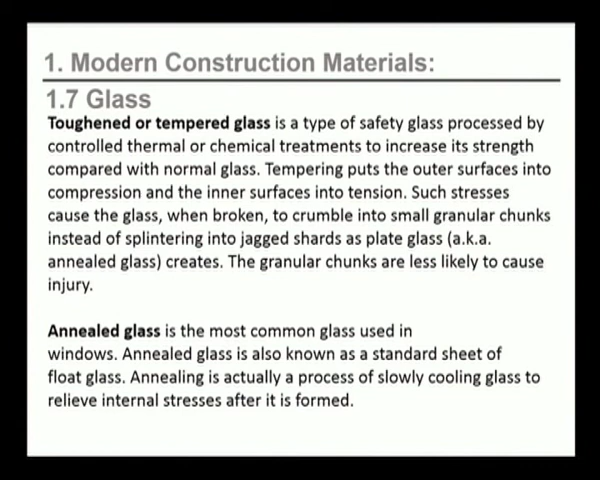 1. Modern Construction Materials:
1.7 Glass
Toughened or tempered glass is a type of safety glass processed by
controlled thermal or chemical treatments to increase its strength
compared with normal glass. Tempering puts the outer surfaces into
compression and the inner surfaces into tension. Such stresses
cause the glass, when broken, to crumble into small granular chunks
instead of splintering into jagged shards as plate glass (a.k.a.
annealed glass) creates. The granular chunks are less likely to cause
injury.
Annealed glass is the most common glass used in
windows. Annealed glass is also known as a standard sheet of
float glass. Annealing is actually a process of slowly cooling glass to
relieve internal stresses after it is formed.